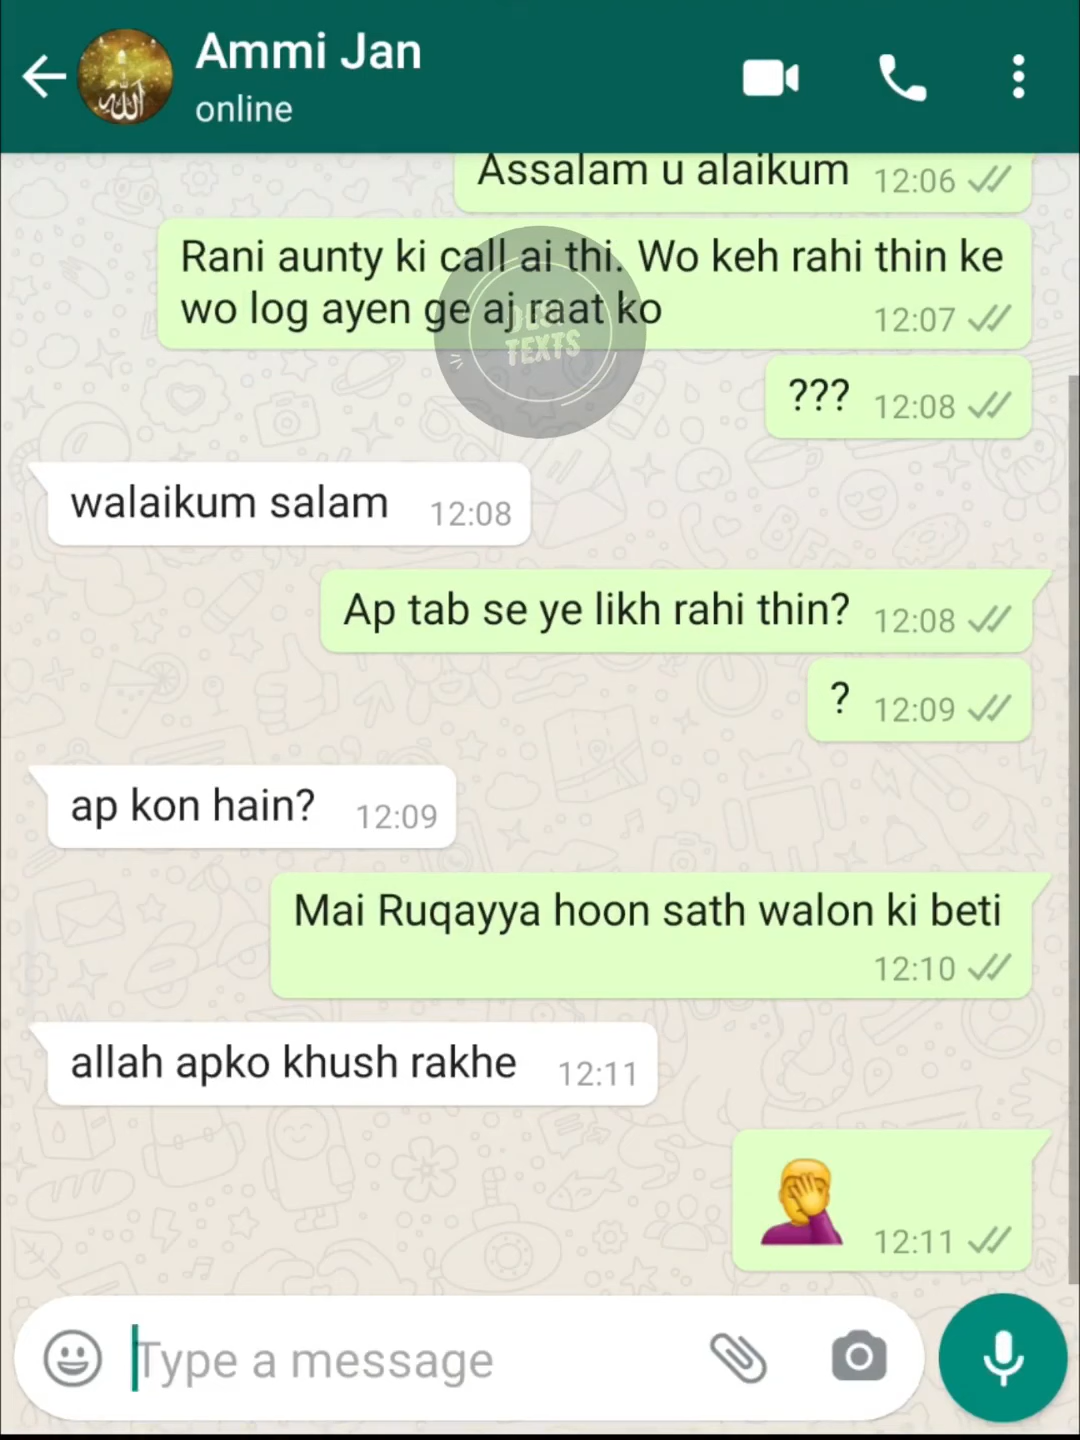 Ammi Jan
online
Assalam u alaikum 12:06
Rani aunty ki call ai thi. Wo keh rahi thin ke
wo log ayen ge aj raat ko 12:07
DESI
TEXTS
??? 12:08
walaikum salam 12:08
Ap tab se ye likh rahi thin? 12:08
? 12:09
ap kon hain? 12:09
Mai Ruqayya hoon sath walon ki beti
12:10
allah apko khush rakhe 12:11
🤦 12:11
Type a message